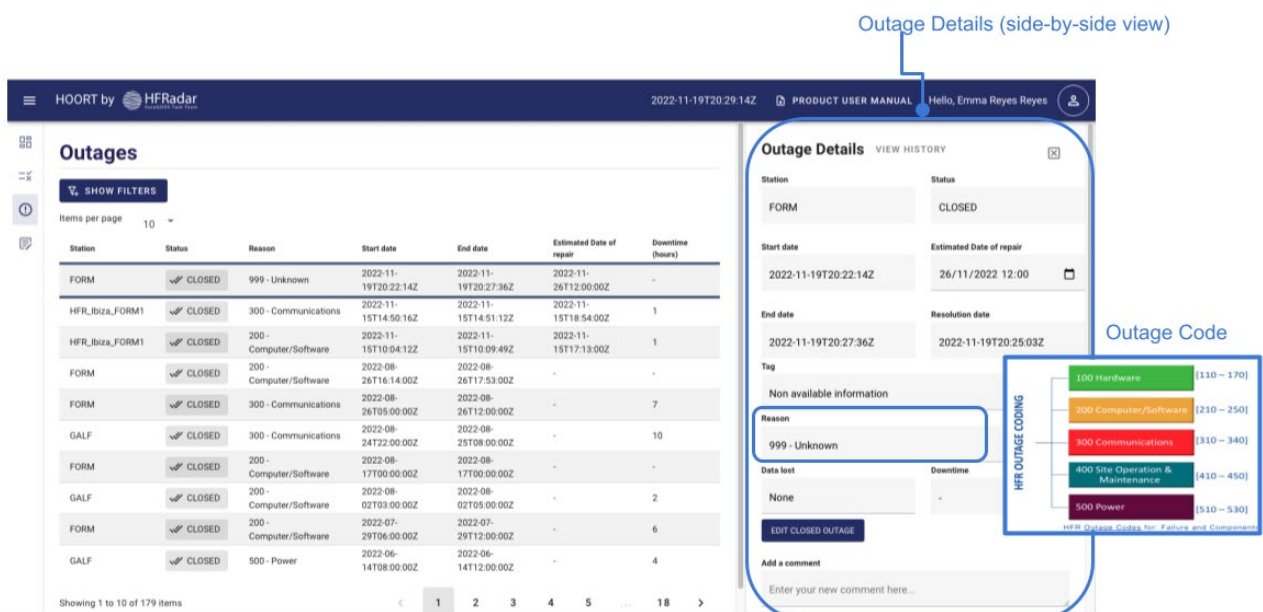 Outage Details (side-by-side view)
HOORT by HFRadar
2022-11-19T20:29:14Z
PRODUCT USER MANUAL
Hello, Emma Reyes Reyes
Outages
SHOW FILTERS
Items per page 10
Station Status Reason Start date End date Estimated Date of repair Downtime (hours)
FORM CLOSED 999 - Unknown 2022-11-19T20:22:14Z 2022-11-19T20:27:36Z 2022-11-26T12:00:00Z -
HFR_Ibiza_FORM1 CLOSED 300 - Communications 2022-11-15T14:50:16Z 2022-11-15T14:51:12Z 2022-11-15T18:54:00Z 1
HFR_Ibiza_FORM1 CLOSED 200 - Computer/Software 2022-11-15T10:04:12Z 2022-11-15T10:09:49Z 2022-11-15T17:13:00Z 1
FORM CLOSED 200 - Computer/Software 2022-08-26T16:14:00Z 2022-08-26T17:53:00Z - 2
FORM CLOSED 300 - Communications 2022-08-26T05:00:00Z 2022-08-26T12:00:00Z - 7
GALF CLOSED 300 - Communications 2022-08-24T22:00:00Z 2022-08-25T08:00:00Z - 10
FORM CLOSED 200 - Computer/Software 2022-08-17T00:00:00Z 2022-08-17T00:00:00Z - -
GALF CLOSED 200 - Computer/Software 2022-08-02T03:00:00Z 2022-08-02T05:00:00Z - 2
FORM CLOSED 200 - Computer/Software 2022-07-29T06:00:00Z 2022-07-29T12:00:00Z - 6
GALF CLOSED 500 - Power 2022-06-14T08:00:00Z 2022-06-14T12:00:00Z - 4
Showing 1 to 10 of 179 items
< 1 2 3 4 5 ... 18 >
Outage Details VIEW HISTORY
Station Status
FORM CLOSED
Start date Estimated Date of repair
2022-11-19T20:22:14Z 26/11/2022 12:00
End date Resolution date
2022-11-19T20:27:36Z 2022-11-19T20:25:03Z
Tag
Non available information
Reason
999 - Unknown
Data lost Downtime
None -
EDIT CLOSED OUTAGE
Add a comment
Enter your new comment here...
Outage Code
HFR OUTAGE CODING
100 Hardware [110 – 170]
200 Computer/Software [210 – 250]
300 Communications [310 – 340]
400 Site Operation & Maintenance [410 – 450]
500 Power [510 – 530]
HFR Outage Codes for: Failure and Component